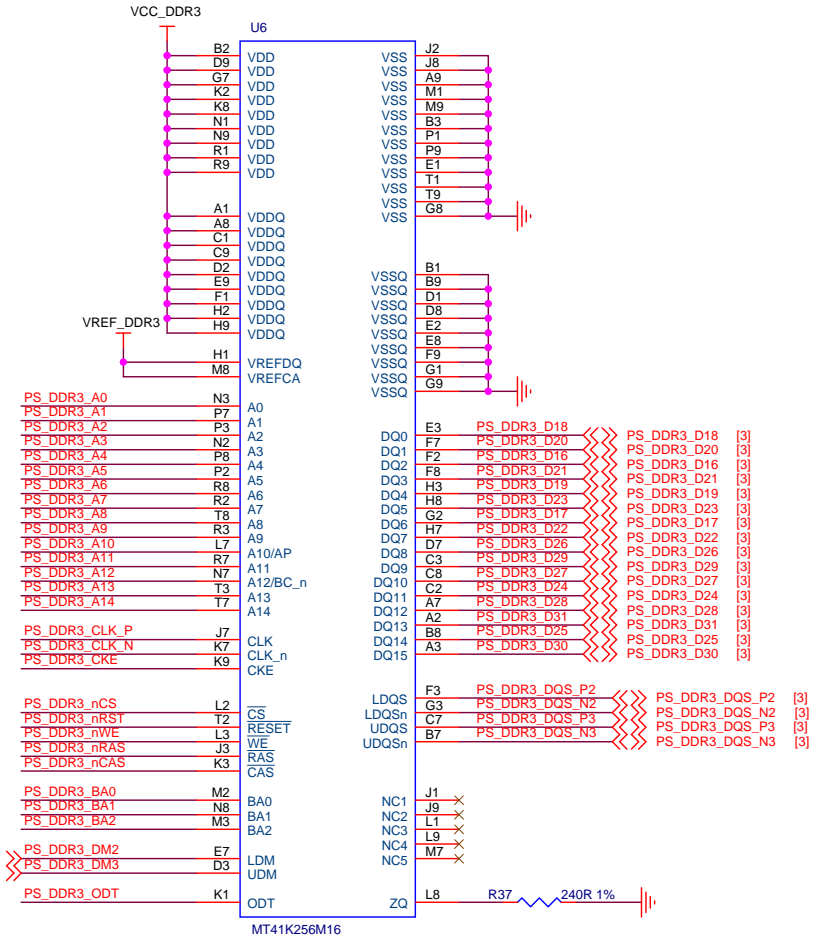 VCC_DDR3
U6
B2 VDD VSS J2
D9 VDD VSS J8
G7 VDD VSS A9
K2 VDD VSS M1
K8 VDD VSS M9
N1 VDD VSS B3
N9 VDD VSS P1
R1 VDD VSS P9
R9 VDD VSS E1
VSS T1
VSS T9
A1 VDDQ VSS G8
A8 VDDQ
C1 VDDQ
C9 VDDQ
D2 VDDQ VSSQ B1
E9 VDDQ VSSQ B9
F1 VDDQ VSSQ D1
H2 VDDQ VSSQ D8
H9 VDDQ VSSQ E2
VREF_DDR3
VSSQ E8
H1 VREFDQ VSSQ F9
M8 VREFCA VSSQ G1
VSSQ G9
PS_DDR3_A0 N3 A0
PS_DDR3_A1 P7 A1
PS_DDR3_A2 P3 A2 DQ0 E3 PS_DDR3_D18 PS_DDR3_D18 [3]
PS_DDR3_A3 N2 A3 DQ1 F7 PS_DDR3_D20 PS_DDR3_D20 [3]
PS_DDR3_A4 P8 A4 DQ2 F2 PS_DDR3_D16 PS_DDR3_D16 [3]
PS_DDR3_A5 P2 A5 DQ3 F8 PS_DDR3_D21 PS_DDR3_D21 [3]
PS_DDR3_A6 R8 A6 DQ4 H3 PS_DDR3_D19 PS_DDR3_D19 [3]
PS_DDR3_A7 R2 A7 DQ5 H8 PS_DDR3_D23 PS_DDR3_D23 [3]
PS_DDR3_A8 T8 A8 DQ6 G2 PS_DDR3_D17 PS_DDR3_D17 [3]
PS_DDR3_A9 R3 A9 DQ7 H7 PS_DDR3_D22 PS_DDR3_D22 [3]
PS_DDR3_A10 L7 A10/AP DQ8 D7 PS_DDR3_D26 PS_DDR3_D26 [3]
PS_DDR3_A11 R7 A11 DQ9 C3 PS_DDR3_D29 PS_DDR3_D29 [3]
PS_DDR3_A12 N7 A12/BC_n DQ10 C8 PS_DDR3_D27 PS_DDR3_D27 [3]
PS_DDR3_A13 T3 A13 DQ11 C2 PS_DDR3_D24 PS_DDR3_D24 [3]
PS_DDR3_A14 T7 A14 DQ12 A7 PS_DDR3_D28 PS_DDR3_D28 [3]
DQ13 A2 PS_DDR3_D31 PS_DDR3_D31 [3]
PS_DDR3_CLK_P J7 CLK DQ14 B8 PS_DDR3_D25 PS_DDR3_D25 [3]
PS_DDR3_CLK_N K7 CLK_n DQ15 A3 PS_DDR3_D30 PS_DDR3_D30 [3]
PS_DDR3_CKE K9 CKE
LDQS F3 PS_DDR3_DQS_P2 PS_DDR3_DQS_P2 [3]
PS_DDR3_nCS L2 CS LDQSn G3 PS_DDR3_DQS_N2 PS_DDR3_DQS_N2 [3]
PS_DDR3_nRST T2 RESET UDQS C7 PS_DDR3_DQS_P3 PS_DDR3_DQS_P3 [3]
PS_DDR3_nWE L3 WE UDQSn B7 PS_DDR3_DQS_N3 PS_DDR3_DQS_N3 [3]
PS_DDR3_nRAS J3 RAS
PS_DDR3_nCAS K3 CAS
PS_DDR3_BA0 M2 BA0 NC1 J1
PS_DDR3_BA1 N8 BA1 NC2 J9
PS_DDR3_BA2 M3 BA2 NC3 L1
NC4 L9
PS_DDR3_DM2 E7 LDM NC5 M7
PS_DDR3_DM3 D3 UDM
PS_DDR3_ODT K1 ODT ZQ L8 R37 240R 1%
MT41K256M16